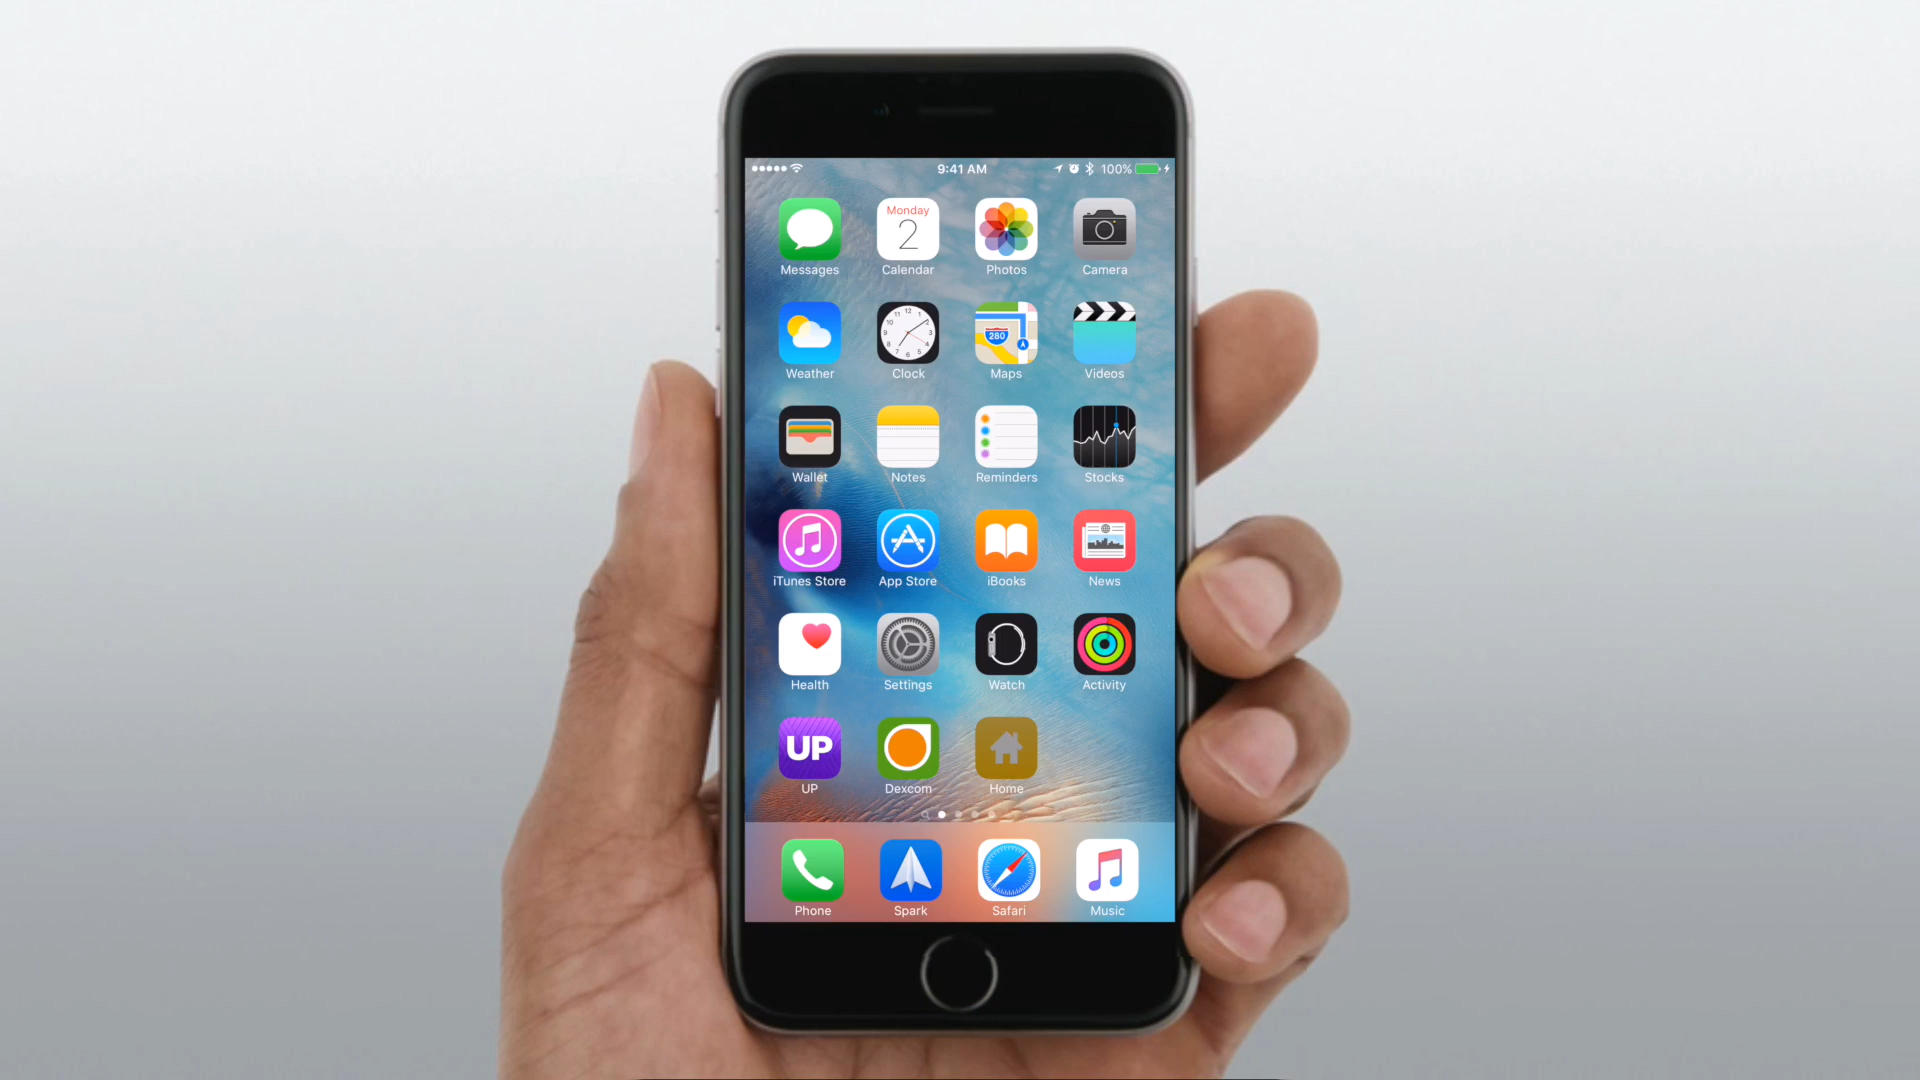 9:41 AM 100%
Monday
2
Messages Calendar Photos Camera
280
Weather Clock Maps Videos
Wallet Notes Reminders Stocks
iTunes Store App Store iBooks News
Health Settings Watch Activity
UP
UP Dexcom Home
Phone Spark Safari Music